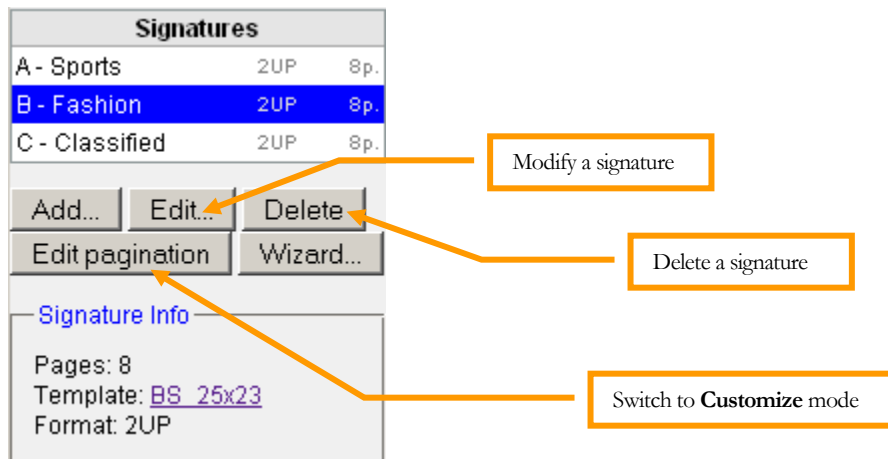 Signatures
A - Sports 2UP 8p.
B - Fashion 2UP 8p.
C - Classified 2UP 8p.
Modify a signature
Add... Edit... Delete
Edit pagination Wizard...
Delete a signature
Signature Info
Pages: 8
Template: BS_25x23
Format: 2UP
Switch to Customize mode